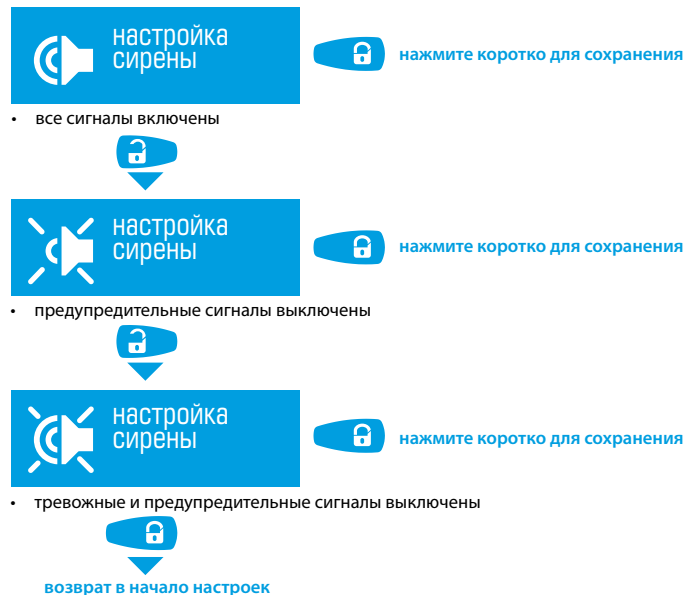 настройка
сирены
нажмите коротко для сохранения
• все сигналы включены
настройка
сирены
нажмите коротко для сохранения
• предупредительные сигналы выключены
настройка
сирены
нажмите коротко для сохранения
• тревожные и предупредительные сигналы выключены
возврат в начало настроек